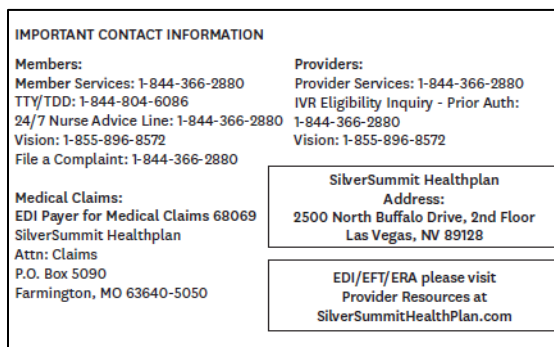 IMPORTANT CONTACT INFORMATION
Members:
Member Services: 1-844-366-2880
TTY/TDD: 1-844-804-6086
24/7 Nurse Advice Line: 1-844-366-2880
Vision: 1-855-896-8572
File a Complaint: 1-844-366-2880
Providers:
Provider Services: 1-844-366-2880
IVR Eligibility Inquiry - Prior Auth:
1-844-366-2880
Vision: 1-855-896-8572
Medical Claims:
EDI Payer for Medical Claims 68069
SilverSummit Healthplan
Attn: Claims
P.O. Box 5090
Farmington, MO 63640-5050
SilverSummit Healthplan
Address:
2500 North Buffalo Drive, 2nd Floor
Las Vegas, NV 89128
EDI/EFT/ERA please visit
Provider Resources at
SilverSummitHealthPlan.com